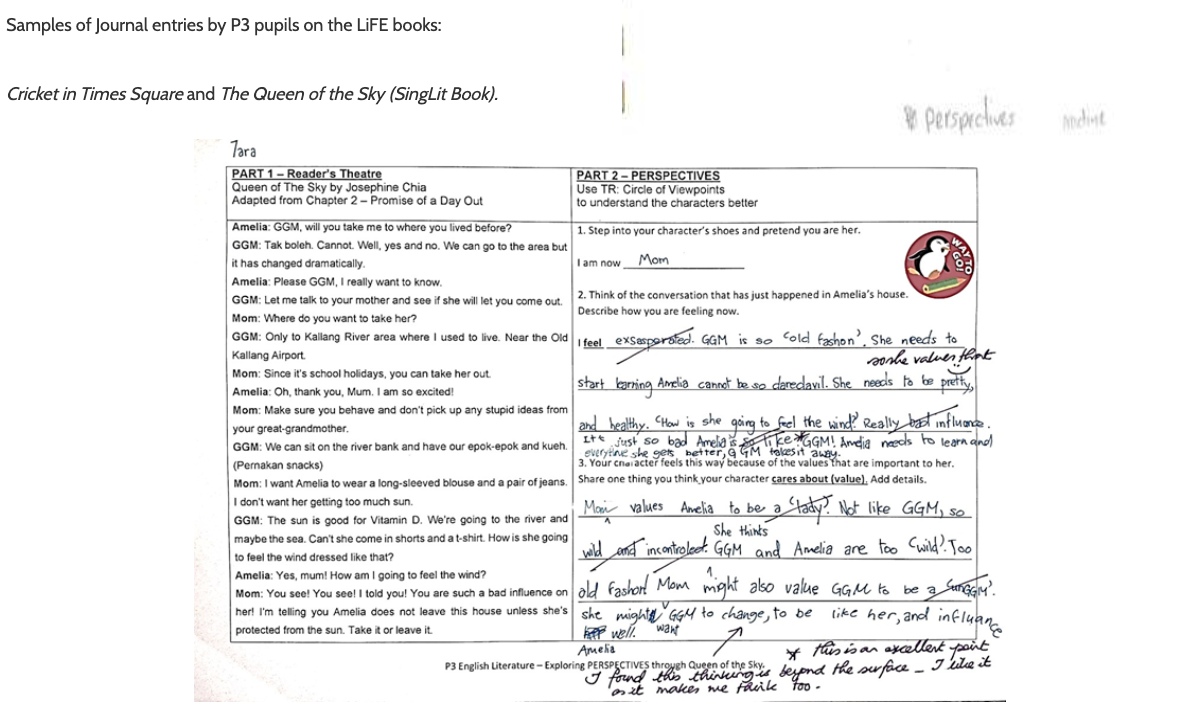 Samples of Journal entries by P3 pupils on the LiFE books:
Cricket in Times Square and The Queen of the Sky (SingLit Book).
Perspectives
Tara
PART 1 – Reader's Theatre
Queen of The Sky by Josephine Chia
Adapted from Chapter 2 – Promise of a Day Out
Amelia: GGM, will you take me to where you lived before?
GGM: Tak boleh. Cannot. Well, yes and no. We can go to the area but
it has changed dramatically.
Amelia: Please GGM, I really want to know.
GGM: Let me talk to your mother and see if she will let you come out.
Mom: Where do you want to take her?
GGM: Only to Kallang River area where I used to live. Near the Old
Kallang Airport.
Mom: Since it's school holidays, you can take her out.
Amelia: Oh, thank you, Mum. I am so excited!
Mom: Make sure you behave and don't pick up any stupid ideas from
your great-grandmother.
GGM: We can sit on the river bank and have our epok-epok and kueh.
(Pernakan snacks)
Mom: I want Amelia to wear a long-sleeved blouse and a pair of jeans.
I don't want her getting too much sun.
GGM: The sun is good for Vitamin D. We're going to the river and
maybe the sea. Can't she come in shorts and a t-shirt. How is she going
to feel the wind dressed like that?
Amelia: Yes, mum! How am I going to feel the wind?
Mom: You see! You see! I told you! You are such a bad influence on
her! I'm telling you Amelia does not leave this house unless she's
protected from the sun. Take it or leave it.
PART 2 – PERSPECTIVES
Use TR: Circle of Viewpoints
to understand the characters better
1. Step into your character's shoes and pretend you are her.
I am now Mom
WAY TO GO!
2. Think of the conversation that has just happened in Amelia's house.
Describe how you are feeling now.
I feel exsasperated. GGM is so 'old fashon'. She needs to
so she values that
start learning Amelia cannot be so daredavil. She needs to be pretty,
and healthy. "How is she going to feel the wind?" Really bad influence.
It's just so bad Amelia is so like GGM! Amelia needs to learn and
everytime she gets better, GGM takes it away.
3. Your character feels this way because of the values that are important to her.
Share one thing you think your character cares about (value). Add details.
Mom values Amelia to be a 'lady'. Not like GGM, so
She thinks
wild and incontroled. GGM and Amelia are too 'wild'. Too
old fashon! Mom might also value GGM to be a
she might want GGM to change, to be like her, and influance
Amelia well.
* this is an excellent point
P3 English Literature – Exploring PERSPECTIVES through Queen of the Sky.
I found this thinking is beyond the surface – I like it
as it makes me think too.